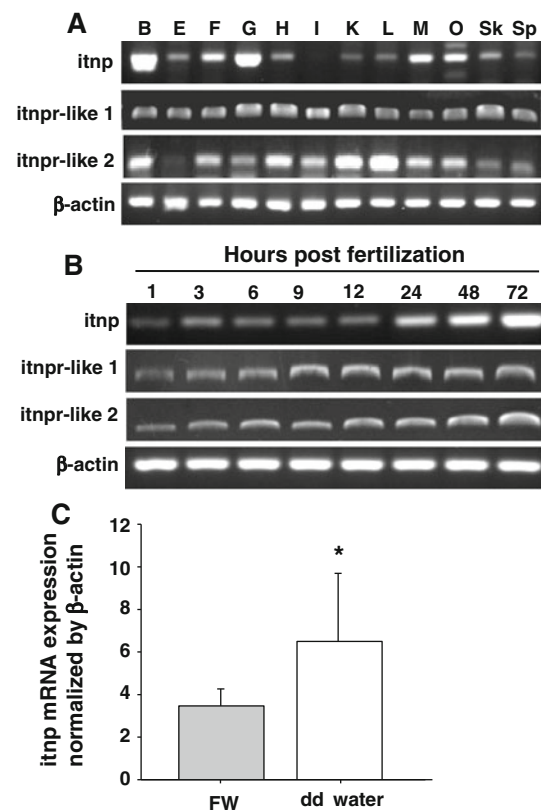 A
B E F G H I K L M O Sk Sp
itnp
itnpr-like 1
itnpr-like 2
β-actin
B
Hours post fertilization
1 3 6 9 12 24 48 72
itnp
itnpr-like 1
itnpr-like 2
β-actin
C
itnp mRNA expression
normalized by β-actin
12
10
8
6
4
2
0
*
FW dd water